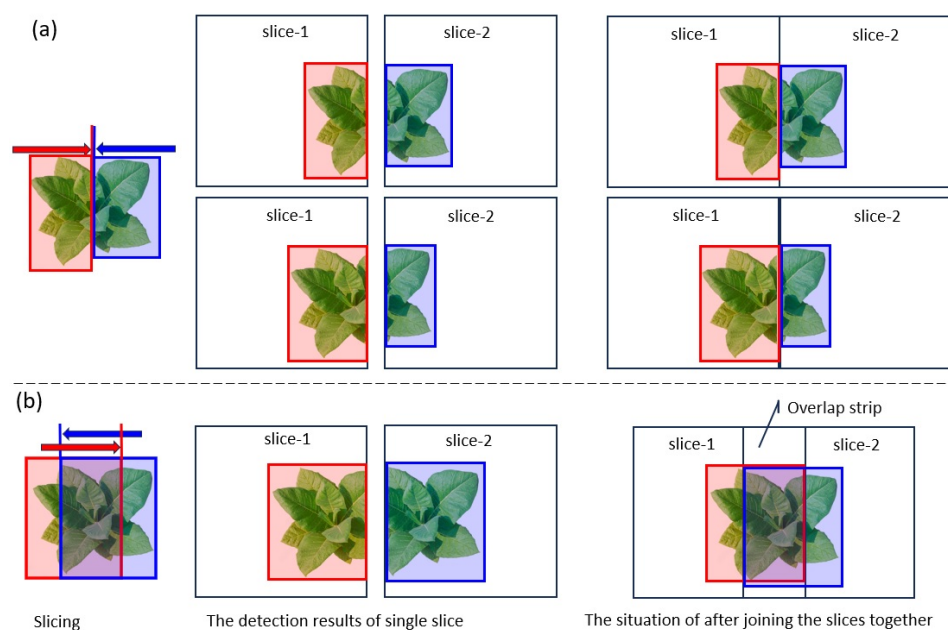 (a)
slice-1
slice-2
slice-1
slice-2
slice-1
slice-2
slice-1
slice-2
(b)
Overlap strip
slice-1
slice-2
slice-1
slice-2
Slicing
The detection results of single slice
The situation of after joining the slices together